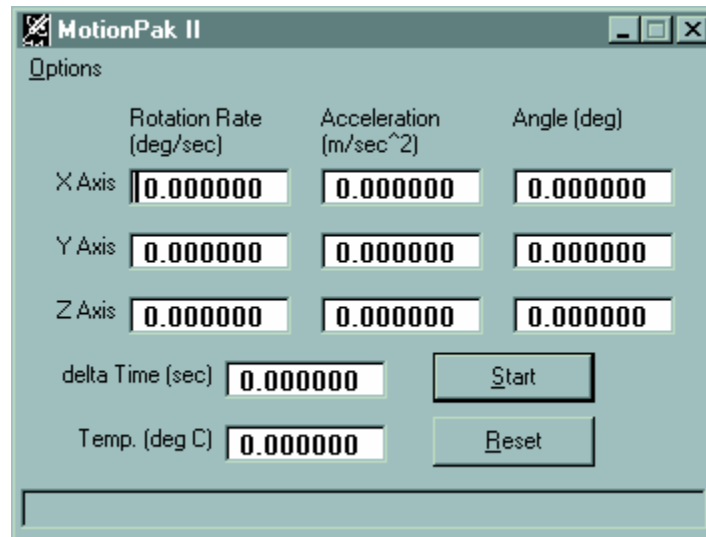 MotionPak II
Options
Rotation Rate (deg/sec)
Acceleration (m/sec^2)
Angle (deg)
X Axis 0.000000 0.000000 0.000000
Y Axis 0.000000 0.000000 0.000000
Z Axis 0.000000 0.000000 0.000000
delta Time (sec) 0.000000 Start
Temp. (deg C) 0.000000 Reset